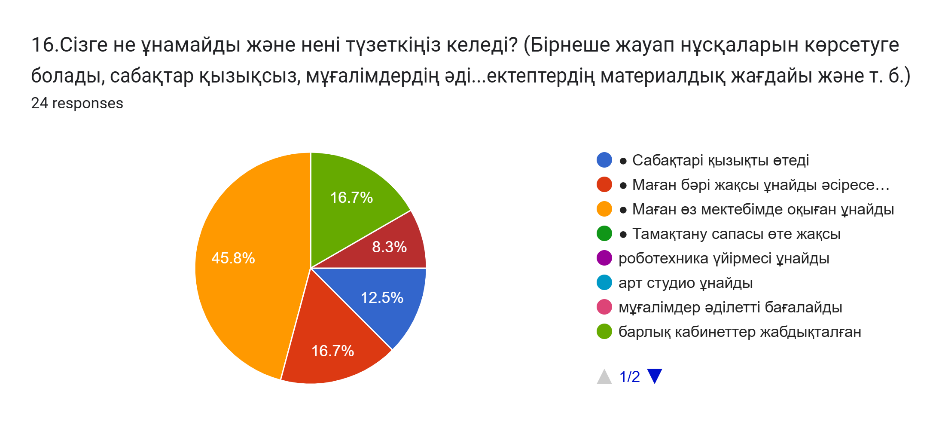 16.Сізге не ұнамайды және нені түзеткіңіз келеді? (Бірнеше жауап нұсқаларын көрсетуге
болады, сабақтар қызықсыз, мұғалімдердің әді...ектептердің материалдық жағдайы және т. б.)
24 responses
16.7%
8.3%
45.8%
12.5%
16.7%
● Сабақтарі қызықты өтеді
● Маған бәрі жақсы ұнайды әсіресе...
● Маған өз мектебімде оқыған ұнайды
● Тамақтану сапасы өте жақсы
роботехника үйірмесі ұнайды
арт студио ұнайды
мұғалімдер әділетті бағалайды
барлық кабинеттер жабдықталған
1/2